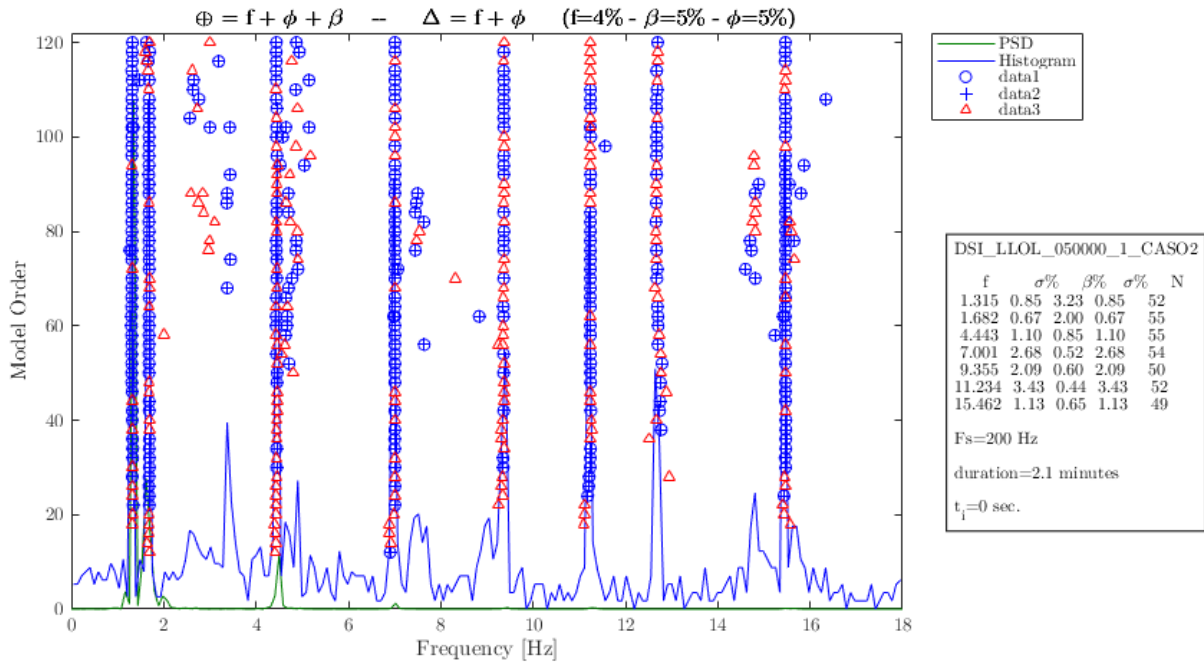 ⊕ = f + ϕ + β -- Δ = f + ϕ (f=4% - β=5% - ϕ=5%)
120
100
80
60
40
20
0
Model Order
0 2 4 6 8 10 12 14 16 18
Frequency [Hz]
PSD
Histogram
data1
data2
data3
DSI_LLOL_050000_1_CASO2
f σ% β% σ% N
1.315 0.85 3.23 0.85 52
1.682 0.67 2.00 0.67 55
4.443 1.10 0.85 1.10 55
7.001 2.68 0.52 2.68 54
9.355 2.09 0.60 2.09 50
11.234 3.43 0.44 3.43 52
15.462 1.13 0.65 1.13 49
Fs=200 Hz
duration=2.1 minutes
t_i=0 sec.